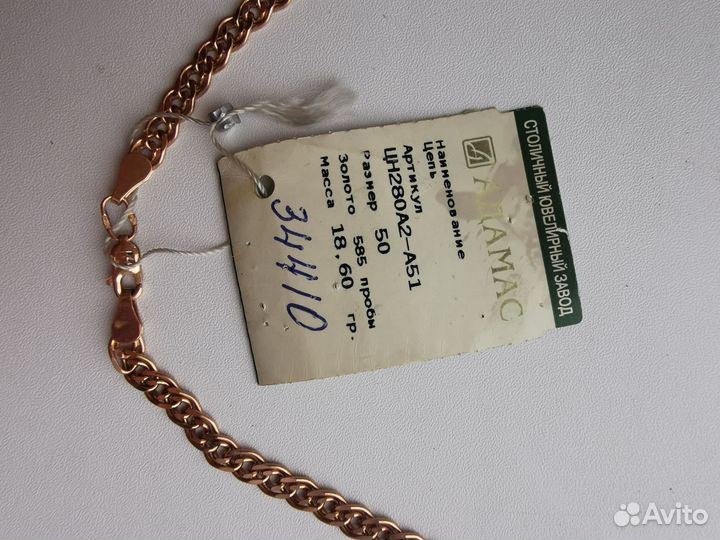 СТОЛИЧНЫЙ ЮВЕЛИРНЫЙ ЗАВОД
АДАМАС
Наименование
Цепь
Артикул
ЦН280А2-А51
Размер 50
Золото 585 пробы
Масса 18,60 гр.
34410
Avito